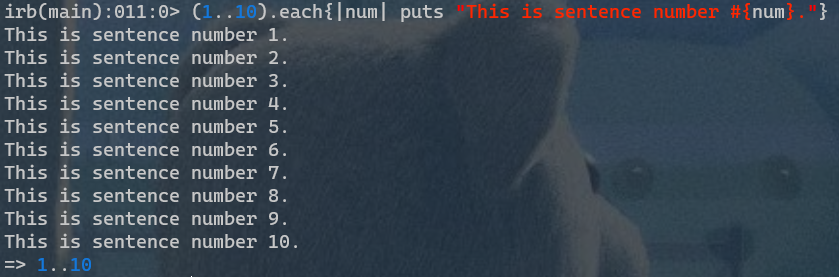 irb(main):011:0> (1..10).each{|num| puts "This is sentence number #{num}."}
This is sentence number 1.
This is sentence number 2.
This is sentence number 3.
This is sentence number 4.
This is sentence number 5.
This is sentence number 6.
This is sentence number 7.
This is sentence number 8.
This is sentence number 9.
This is sentence number 10.
=> 1..10